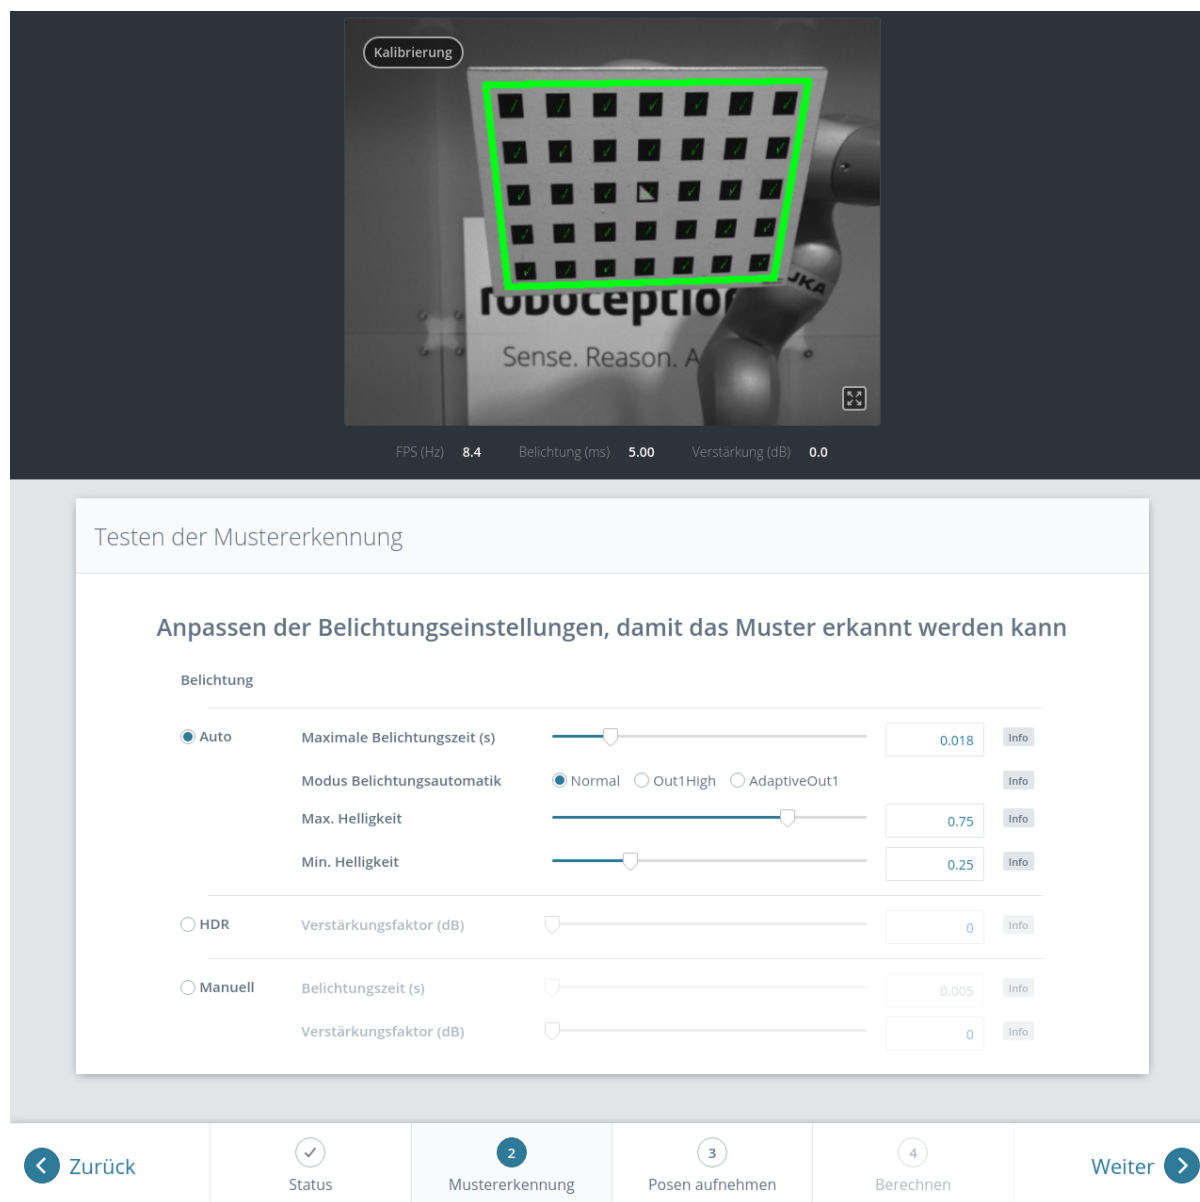 Kalibrierung
roboception
Sense. Reason. A
FPS (Hz) 8.4 Belichtung (ms) 5.00 Verstärkung (dB) 0.0
Testen der Mustererkennung
Anpassen der Belichtungseinstellungen, damit das Muster erkannt werden kann
Belichtung
Auto Maximale Belichtungszeit (s) 0.018 Info
Modus Belichtungsautomatik Normal Out1High AdaptiveOut1 Info
Max. Helligkeit 0.75 Info
Min. Helligkeit 0.25 Info
HDR Verstärkungsfaktor (dB) 0 Info
Manuell Belichtungszeit (s) 0.005 Info
Verstärkungsfaktor (dB) 0 Info
Zurück
Status
2 Mustererkennung
3 Posen aufnehmen
4 Berechnen
Weiter